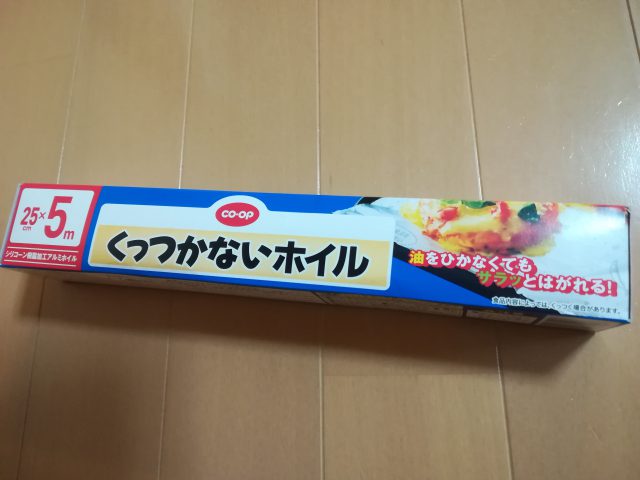 25cm×5m
シリコーン樹脂加工アルミホイル
CO·OP
くっつかないホイル
油をひかなくても
サラッとはがれる!
食品内容によっては、くっつく場合があります。